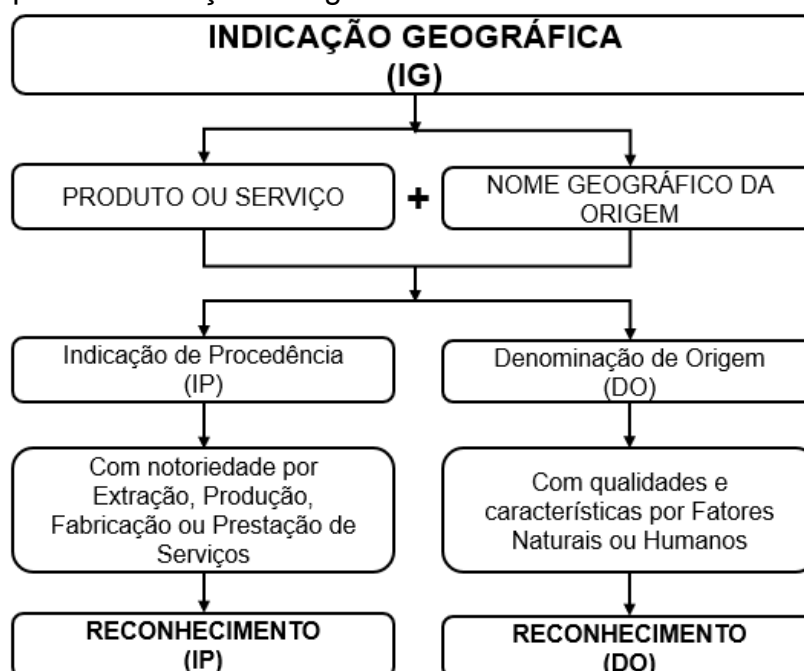 INDICAÇÃO GEOGRÁFICA
(IG)
PRODUTO OU SERVIÇO
+
NOME GEOGRÁFICO DA
ORIGEM
Indicação de Procedência
(IP)
Denominação de Origem
(DO)
Com notoriedade por
Extração, Produção,
Fabricação ou Prestação de
Serviços
Com qualidades e
características por Fatores
Naturais ou Humanos
RECONHECIMENTO
(IP)
RECONHECIMENTO
(DO)